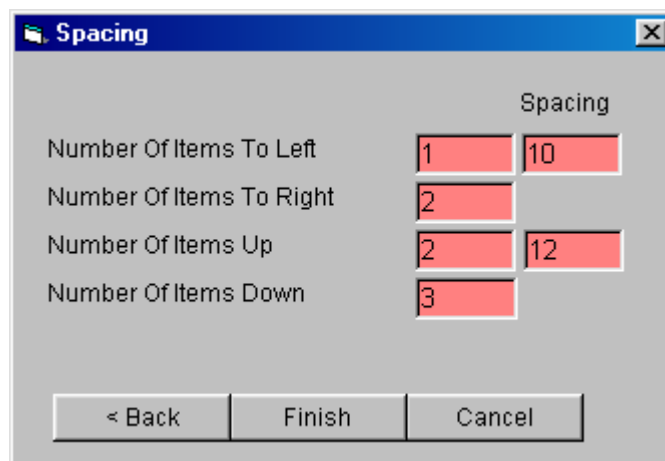 Spacing
Spacing
Number Of Items To Left 1 10
Number Of Items To Right 2
Number Of Items Up 2 12
Number Of Items Down 3
< Back Finish Cancel